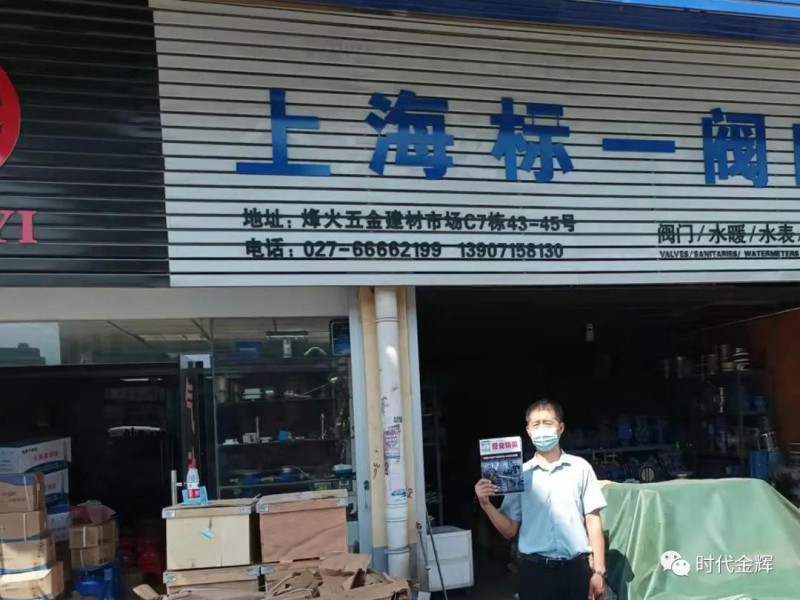 上海标一阀
YI
地址：烽火五金建材市场C7栋43-45号
电话：027-66662199 13907158130
阀门/水暖/水表/
VALVES/SANITARIES/ WATERMETERS
时代金辉